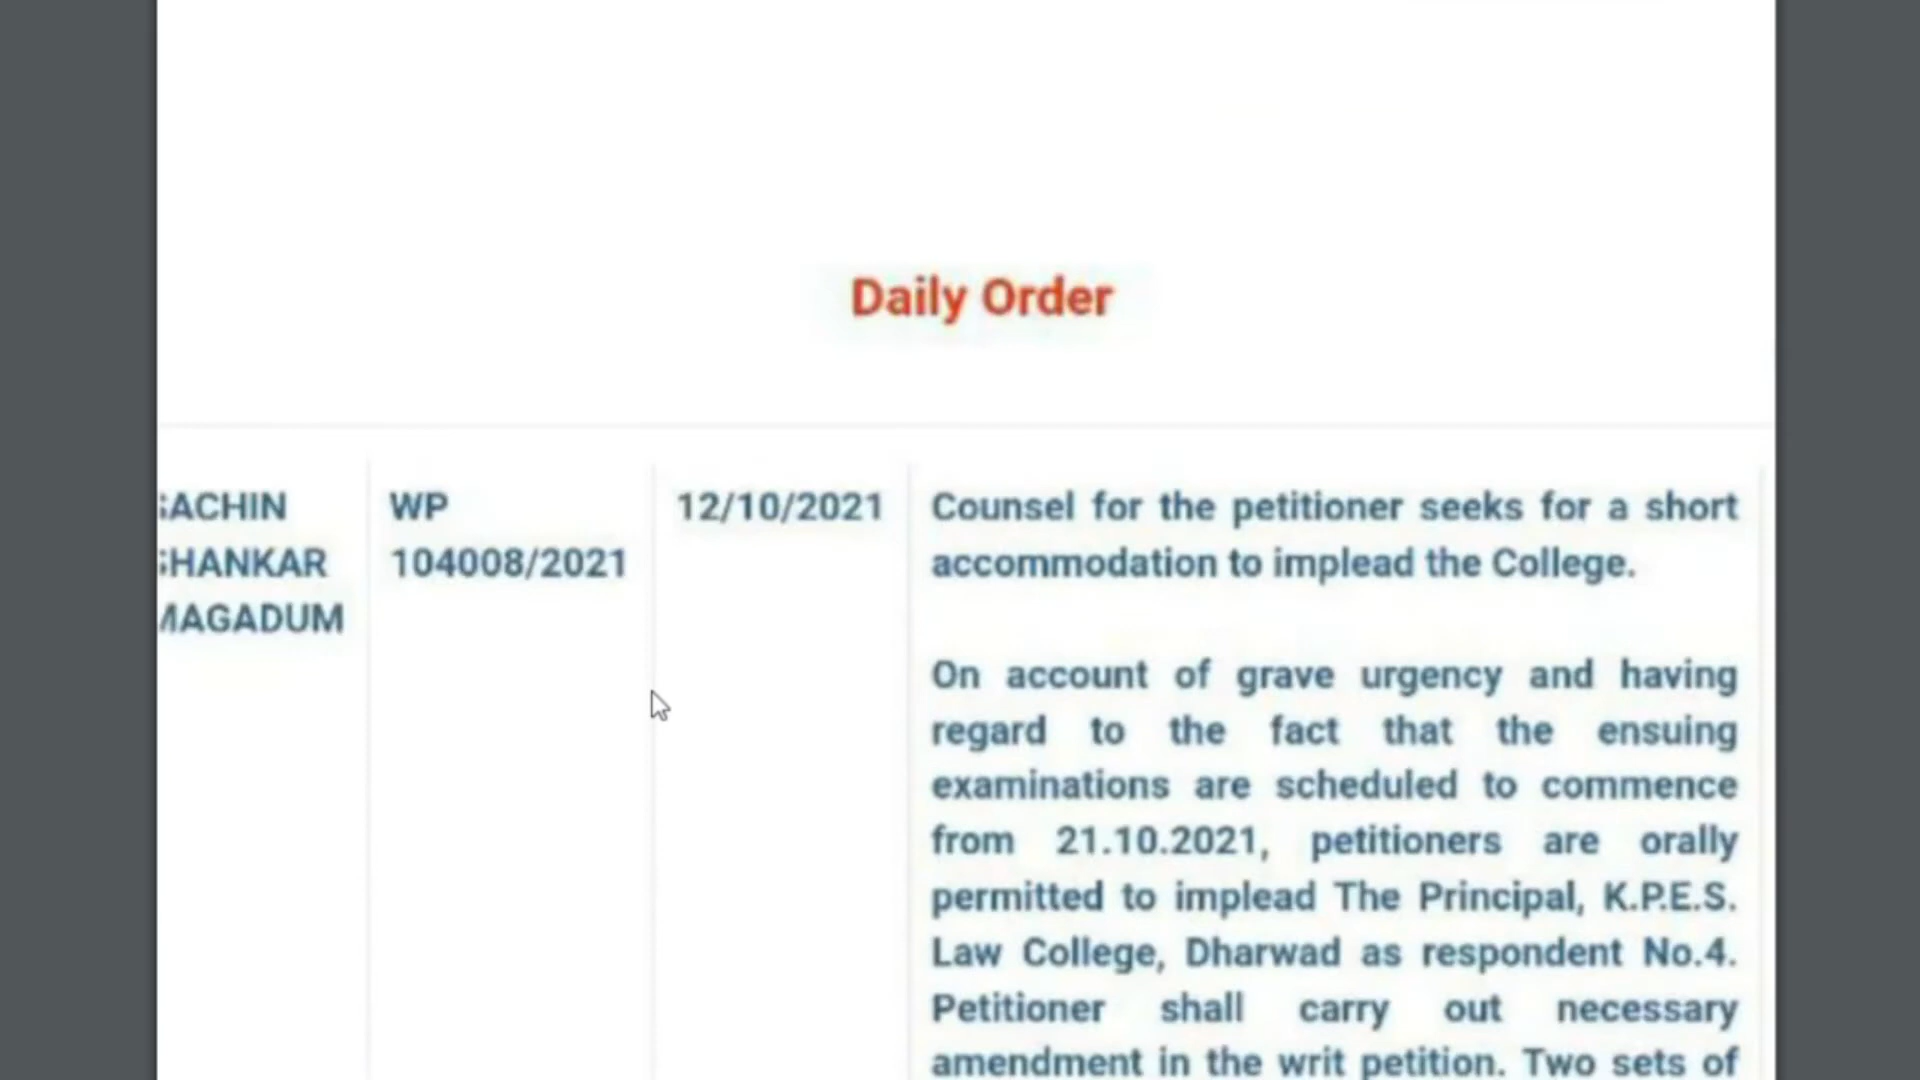 Daily Order
SACHIN
SHANKAR
MAGADUM
WP
104008/2021
12/10/2021
Counsel for the petitioner seeks for a short
accommodation to implead the College.
On account of grave urgency and having
regard to the fact that the ensuing
examinations are scheduled to commence
from 21.10.2021, petitioners are orally
permitted to implead The Principal, K.P.E.S.
Law College, Dharwad as respondent No.4.
Petitioner shall carry out necessary
amendment in the writ petition. Two sets of